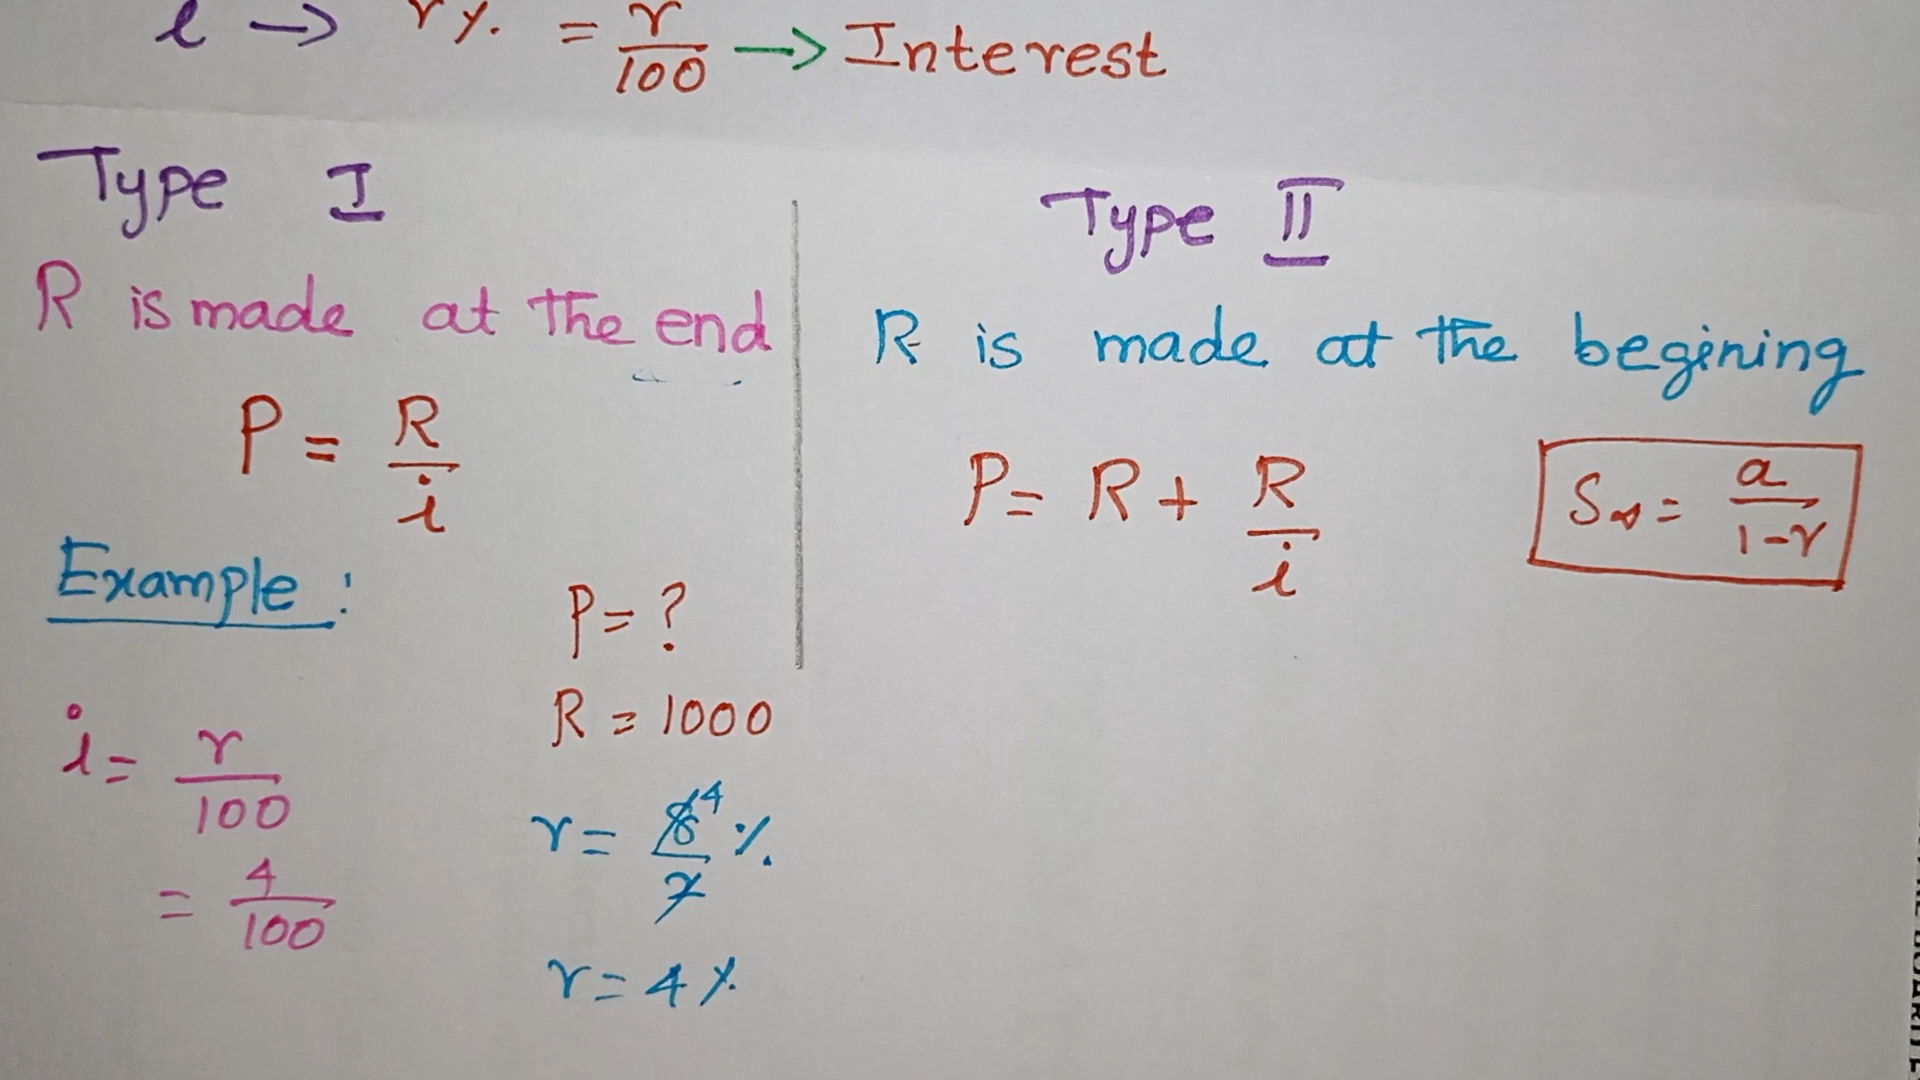 i → r% = r/100 → Interest
Type I
R is made at the end
P = R/i
Example :
P = ?
R = 1000
i = r/100
= 4/100
r = 8/2 4 %
r = 4 %
Type II
R is made at the begining
P = R + R/i
S∞ = a/1-r